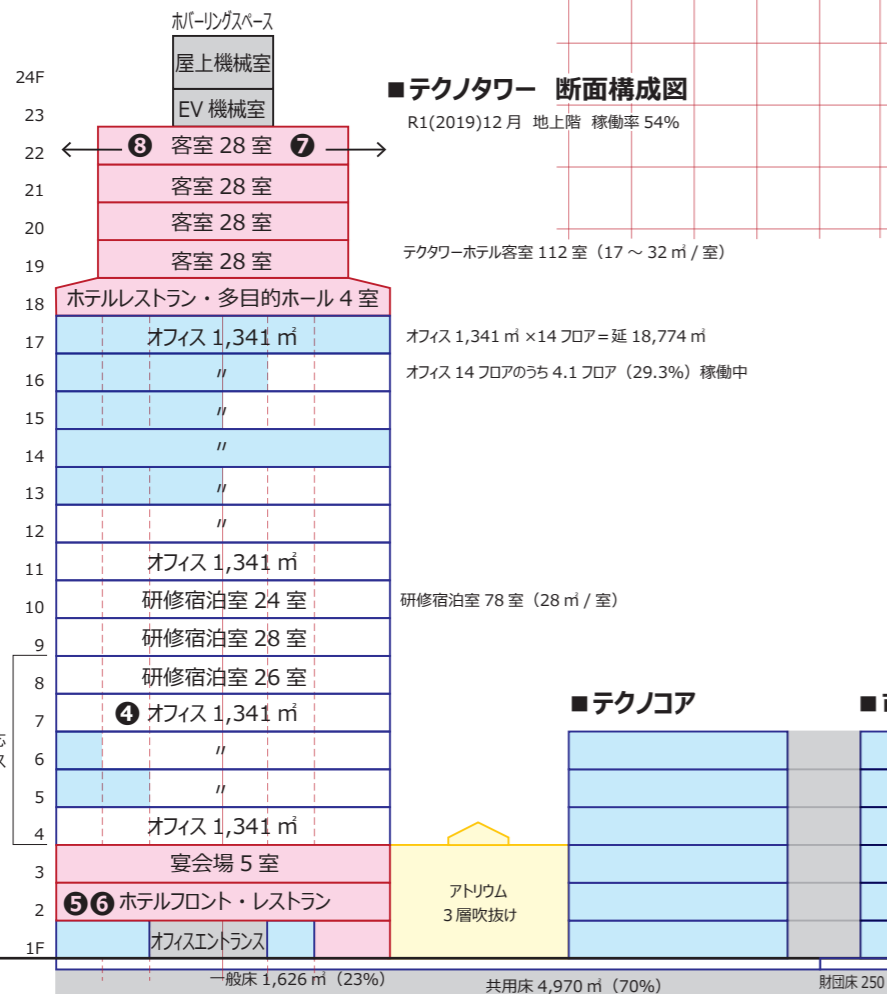 ホバーリングスペース
24F 屋上機械室
■テクノタワー 断面構成図
23 EV 機械室
R1(2019)12 月 地上階 稼働率 54%
22 ❽ 客室 28 室 ❼
21 客室 28 室
20 客室 28 室
19 客室 28 室
テクタワーホテル客室 112 室（17 ～ 32 ㎡ / 室）
18 ホテルレストラン・多目的ホール 4 室
17 オフィス 1,341 ㎡
オフィス 1,341 ㎡ ×14 フロア＝延 18,774 ㎡
16 〃
オフィス 14 フロアのうち 4.1 フロア（29.3%）稼働中
15 〃
14 〃
13 〃
12 〃
11 オフィス 1,341 ㎡
10 研修宿泊室 24 室
研修宿泊室 78 室（28 ㎡ / 室）
9 研修宿泊室 28 室
8 研修宿泊室 26 室
■テクノコア
■
7 ❹ オフィス 1,341 ㎡
6 〃
ス
5 〃
4 オフィス 1,341 ㎡
3 宴会場 5 室
アトリウム
3 層吹抜け
2 ❺❻ ホテルフロント・レストラン
1F オフィスエントランス
一般床 1,626 ㎡（23%）
共用床 4,970 ㎡（70%）
財団床 250